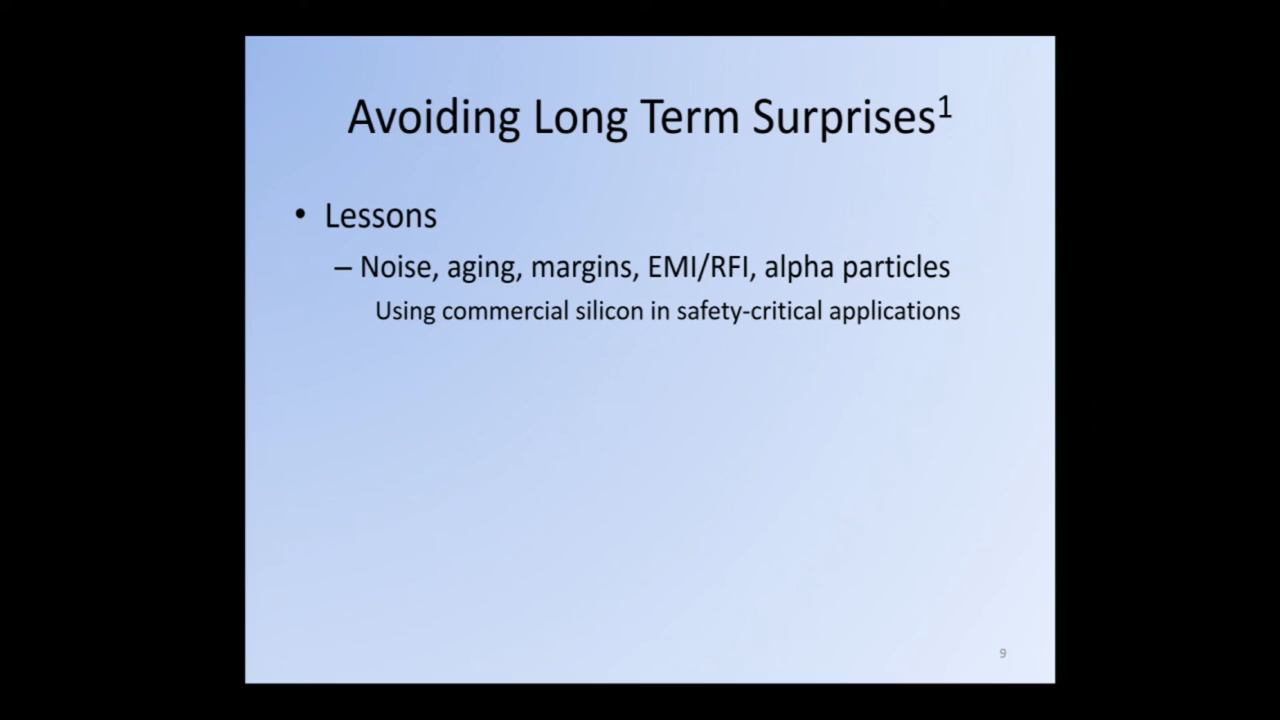 Avoiding Long Term Surprises¹
• Lessons
– Noise, aging, margins, EMI/RFI, alpha particles
Using commercial silicon in safety-critical applications
9